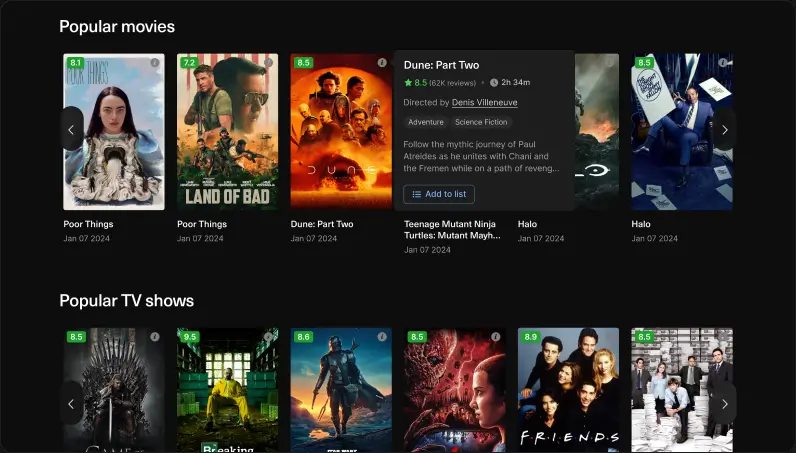 Popular movies
8.1
POOR THINGS
7.2
LAND OF BAD
8.5
DUNE
Dune: Part Two
8.5 (62K reviews) • 2h 34m
Directed by Denis Villeneuve
Adventure
Science Fiction
Follow the mythic journey of Paul
Atreides as he unites with Chani and
the Fremen while on a path of reveng...
Add to list
LO
8.5
Poor Things
Jan 07 2024
Poor Things
Jan 07 2024
Dune: Part Two
Jan 07 2024
Teenage Mutant Ninja
Turtles: Mutant Mayh...
Jan 07 2024
Halo
Jan 07 2024
Halo
Jan 07 2024
Popular TV shows
8.5
9.5
Breaking
8.6
STAR WARS
8.5
8.9
F·R·I·E·N·D·S
8.5